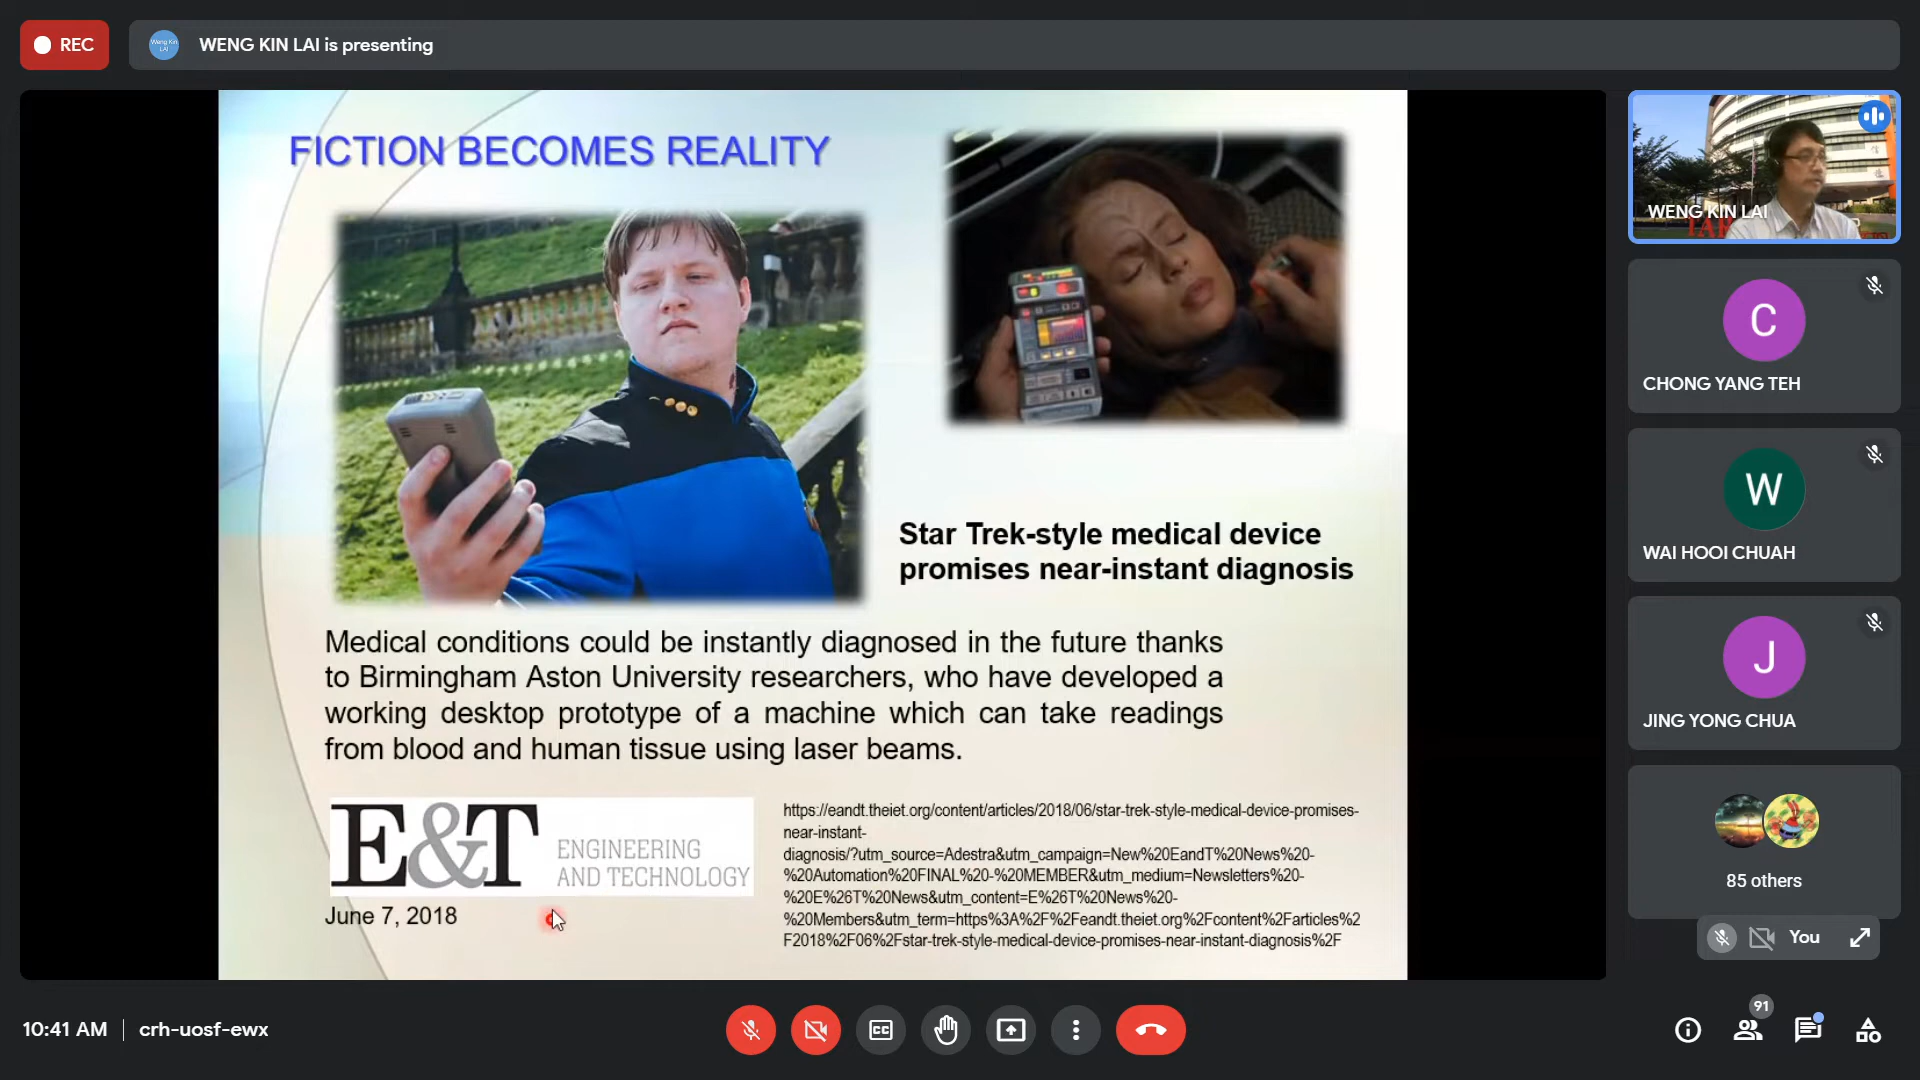 REC
Weng Kin
LAI
WENG KIN LAI is presenting
FICTION BECOMES REALITY
Star Trek-style medical device
promises near-instant diagnosis
Medical conditions could be instantly diagnosed in the future thanks
to Birmingham Aston University researchers, who have developed a
working desktop prototype of a machine which can take readings
from blood and human tissue using laser beams.
E&T
ENGINEERING
AND TECHNOLOGY
June 7, 2018
https://eandt.theiet.org/content/articles/2018/06/star-trek-style-medical-device-promises-
near-instant-
diagnosis/?utm_source=Adestra&utm_campaign=New%20EandT%20News%20-
%20Automation%20FINAL%20-%20MEMBER&utm_medium=Newsletters%20-
%20E%26T%20News&utm_content=E%26T%20News%20-
%20Members&utm_term=https%3A%2F%2Feandt.theiet.org%2Fcontent%2Farticles%2
F2018%2F06%2Fstar-trek-style-medical-device-promises-near-instant-diagnosis%2F
WENG KIN LAI
TAR
C
CHONG YANG TEH
W
WAI HOOI CHUAH
J
JING YONG CHUA
85 others
You
10:41 AM
crh-uosf-ewx
CC
91